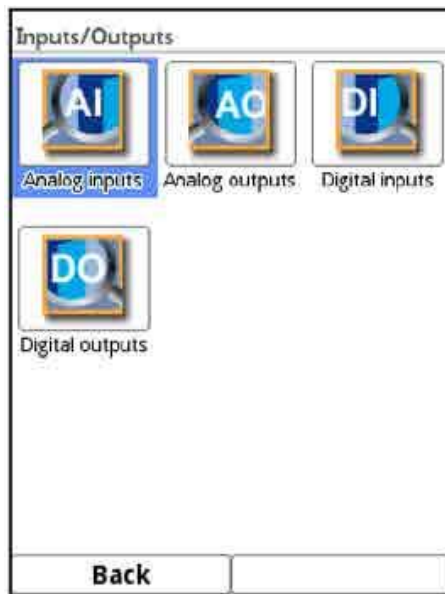 Inputs/Outputs
AI AO DI
Analog inputs Analog outputs Digital inputs
DO
Digital outputs
Back